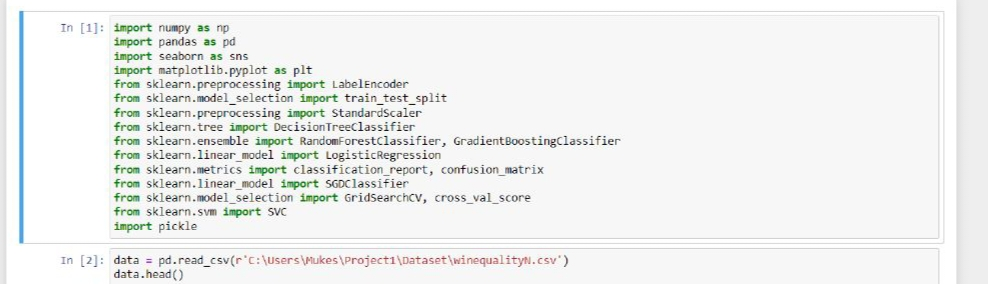 In [1]: import numpy as np
import pandas as pd
import seaborn as sns
import matplotlib.pyplot as plt
from sklearn.preprocessing import LabelEncoder
from sklearn.model_selection import train_test_split
from sklearn.preprocessing import StandardScaler
from sklearn.tree import DecisionTreeClassifier
from sklearn.ensemble import RandomForestClassifier, GradientBoostingClassifier
from sklearn.linear_model import LogisticRegression
from sklearn.metrics import classification_report, confusion_matrix
from sklearn.linear_model import SGDClassifier
from sklearn.model_selection import GridSearchCV, cross_val_score
from sklearn.svm import SVC
import pickle
In [2]: data = pd.read_csv(r'C:\Users\Mukes\Project1\Dataset\winequalityN.csv')
data.head()